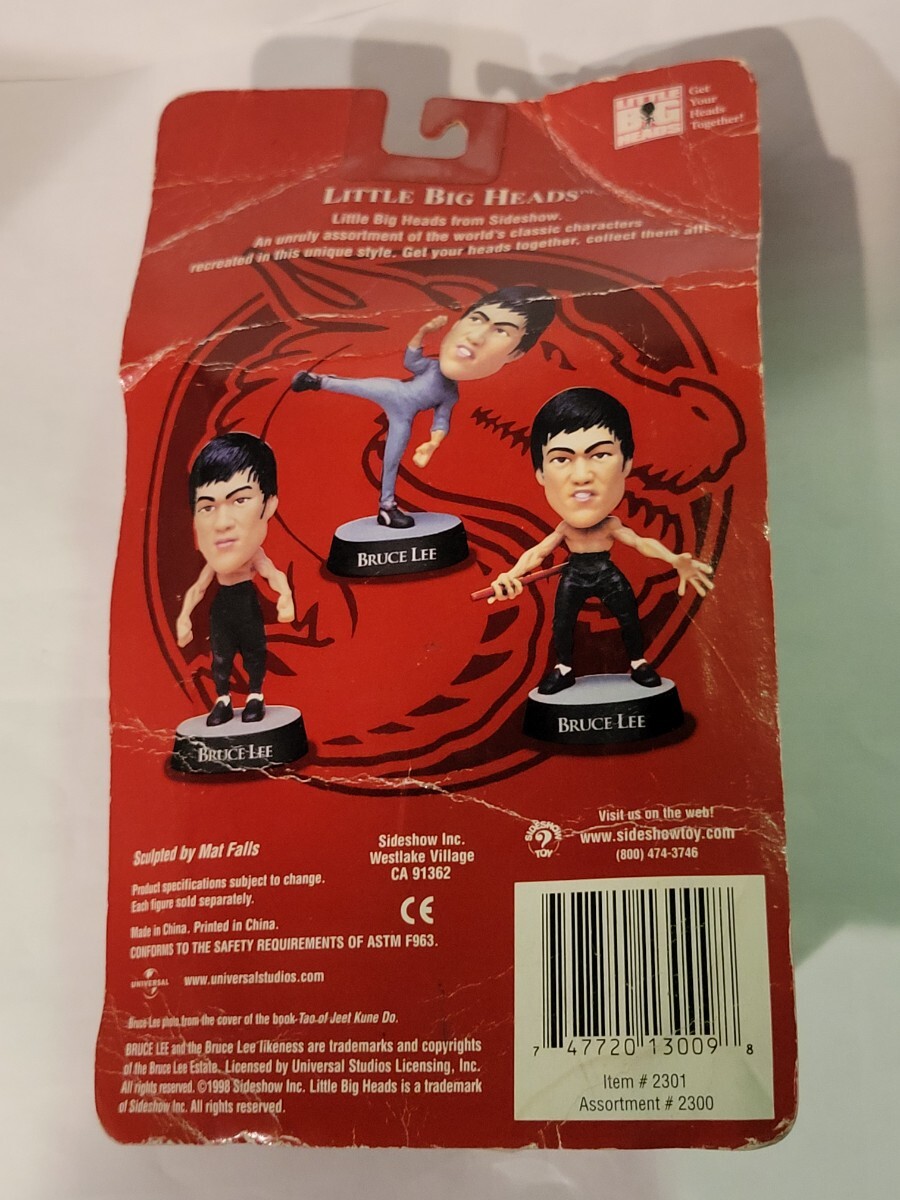 LITTLE
BIG
HEADS
Get
Your
Heads
Together!
LITTLE BIG HEADS™
Little Big Heads from Sideshow.
An unruly assortment of the world's classic characters
recreated in this unique style. Get your heads together, collect them all!
BRUCE LEE
BRUCE LEE
BRUCE LEE
Sculpted by Mat Falls
Product specifications subject to change.
Each figure sold separately.
Made in China. Printed in China.
CONFORMS TO THE SAFETY REQUIREMENTS OF ASTM F963.
Sideshow Inc.
Westlake Village
CA 91362
CE
SIDESHOW
?
TOY
Visit us on the web!
www.sideshowtoy.com
(800) 474-3746
UNIVERSAL
www.universalstudios.com
Bruce Lee photo from the cover of the book Tao of Jeet Kune Do.
BRUCE LEE and the Bruce Lee likeness are trademarks and copyrights
of the Bruce Lee Estate. Licensed by Universal Studios Licensing, Inc.
All rights reserved. ©1998 Sideshow Inc. Little Big Heads is a trademark
of Sideshow Inc. All rights reserved.
7 47720 13009 8
Item # 2301
Assortment # 2300